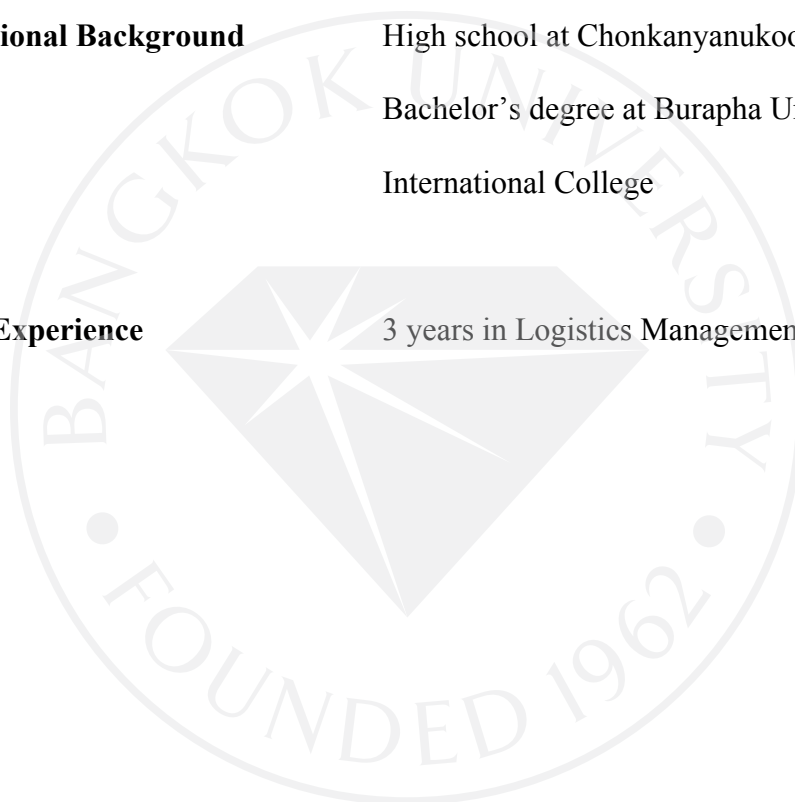 ional Background High school at Chonkanyanukoo
Bachelor’s degree at Burapha U
International College
Experience 3 years in Logistics Managemen
BANGKOK UNIVERSITY
• FOUNDED 1962 •